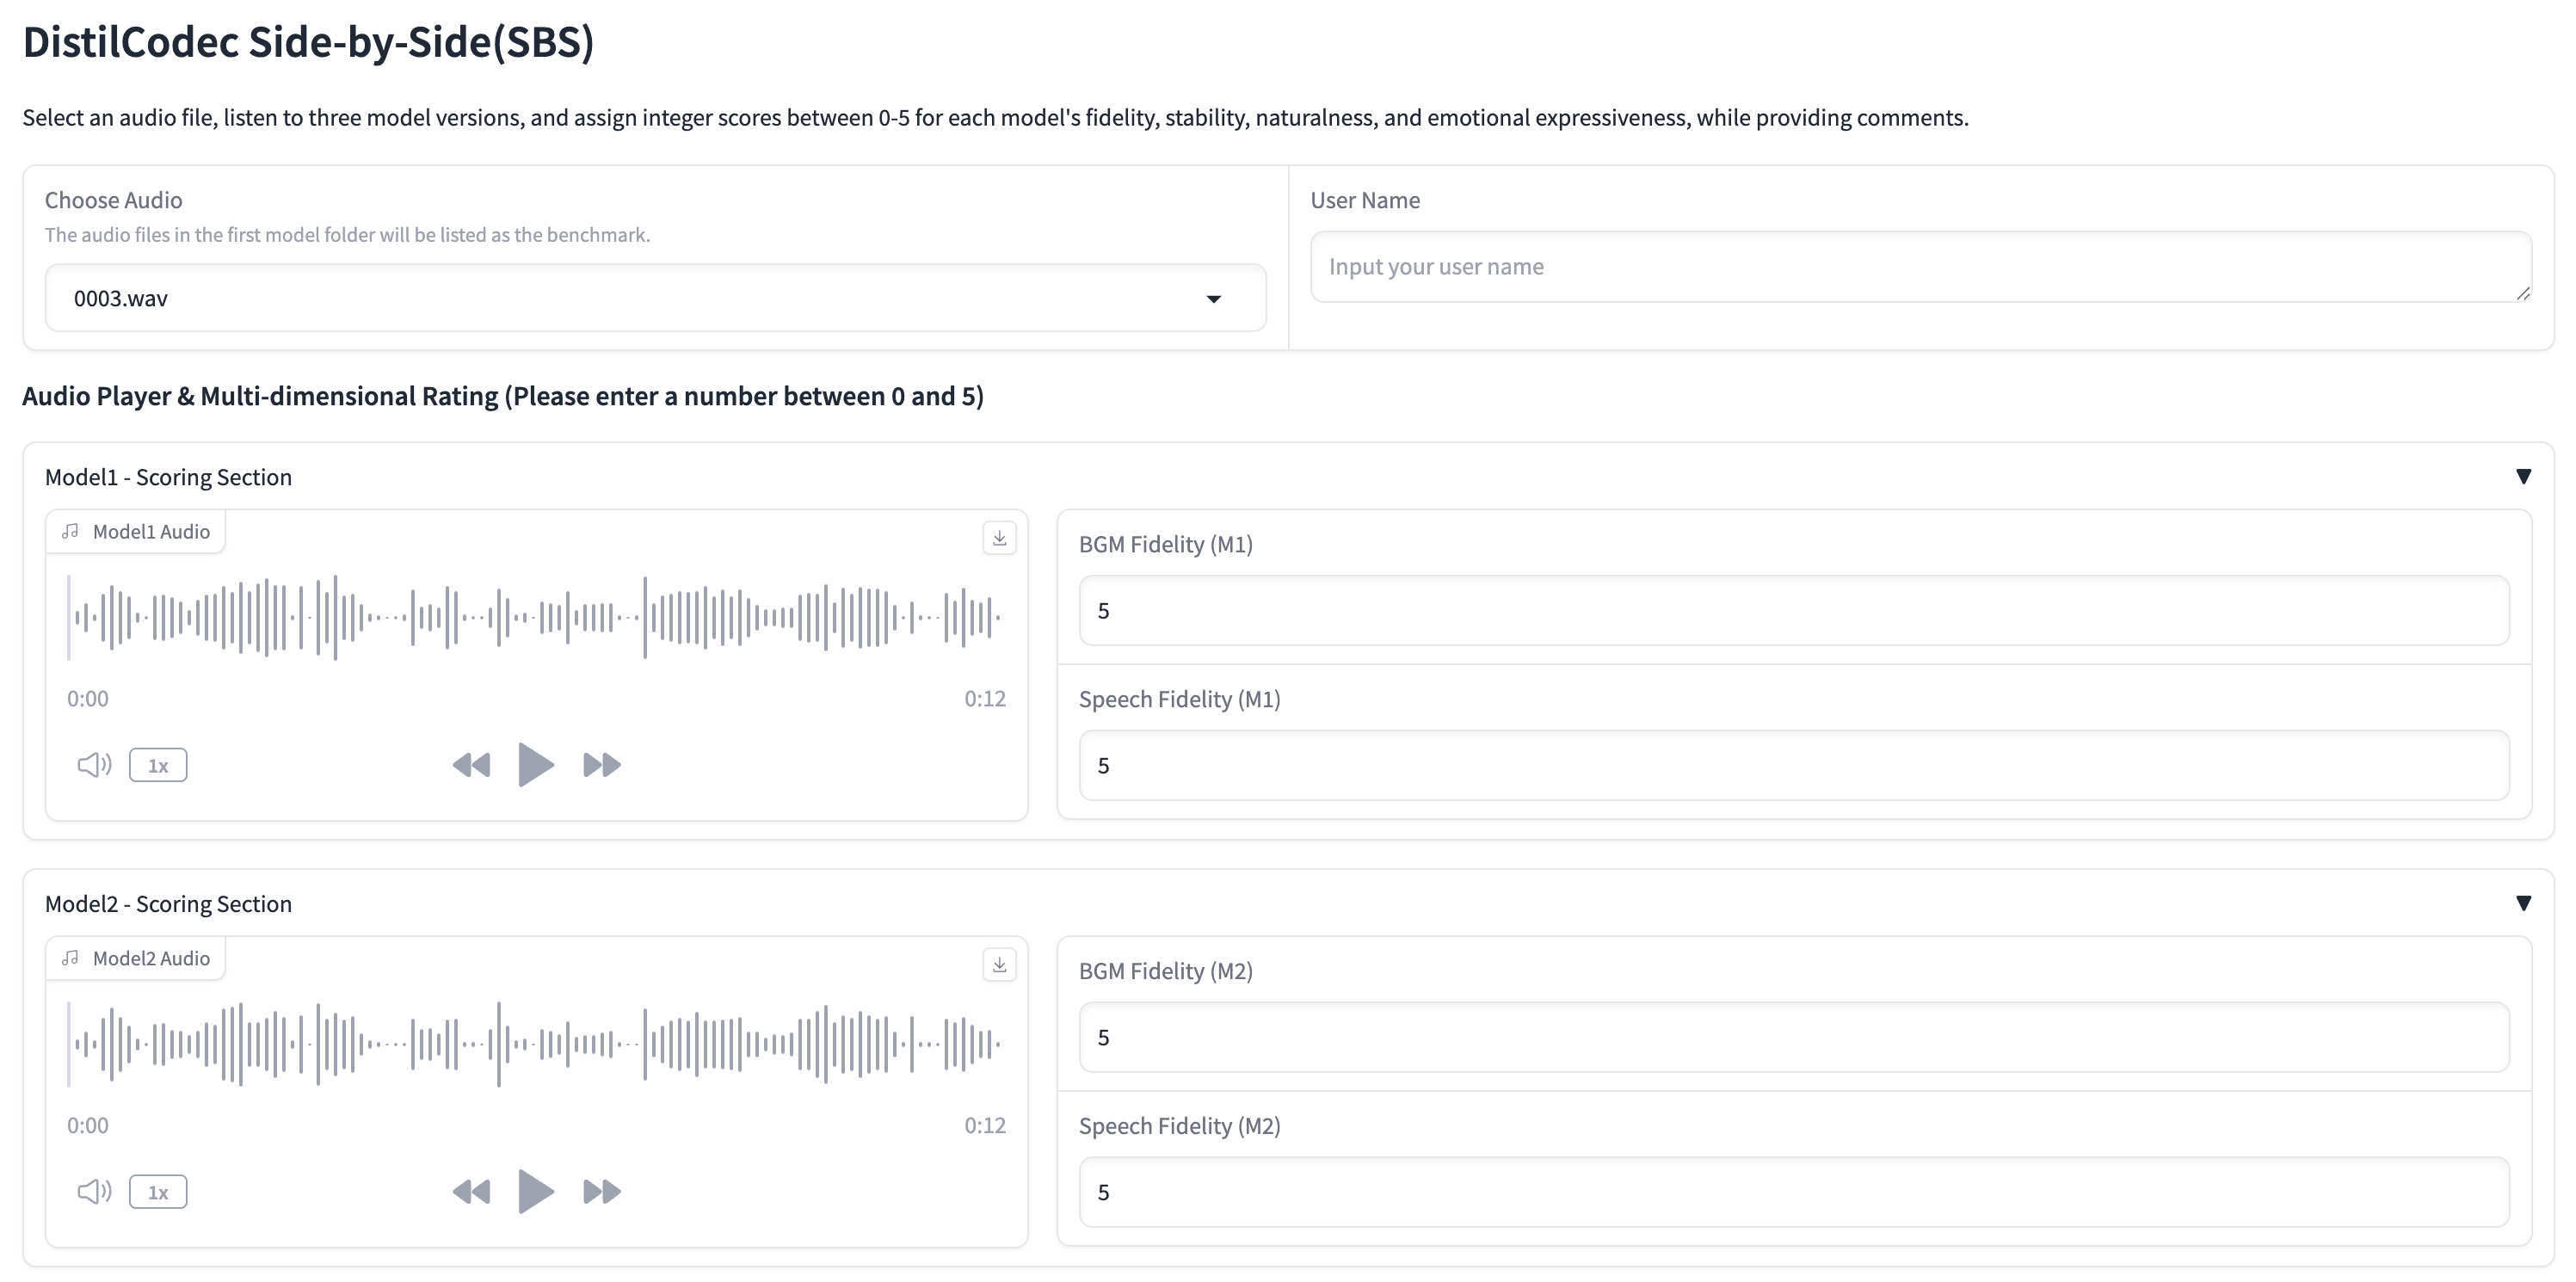 DistilCodec Side-by-Side(SBS)
Select an audio file, listen to three model versions, and assign integer scores between 0-5 for each model's fidelity, stability, naturalness, and emotional expressiveness, while providing comments.
Choose Audio
The audio files in the first model folder will be listed as the benchmark.
0003.wav
User Name
Input your user name
Audio Player & Multi-dimensional Rating (Please enter a number between 0 and 5)
Model1 - Scoring Section
Model1 Audio
0:00
0:12
1x
BGM Fidelity (M1)
5
Speech Fidelity (M1)
5
Model2 - Scoring Section
Model2 Audio
0:00
0:12
1x
BGM Fidelity (M2)
5
Speech Fidelity (M2)
5